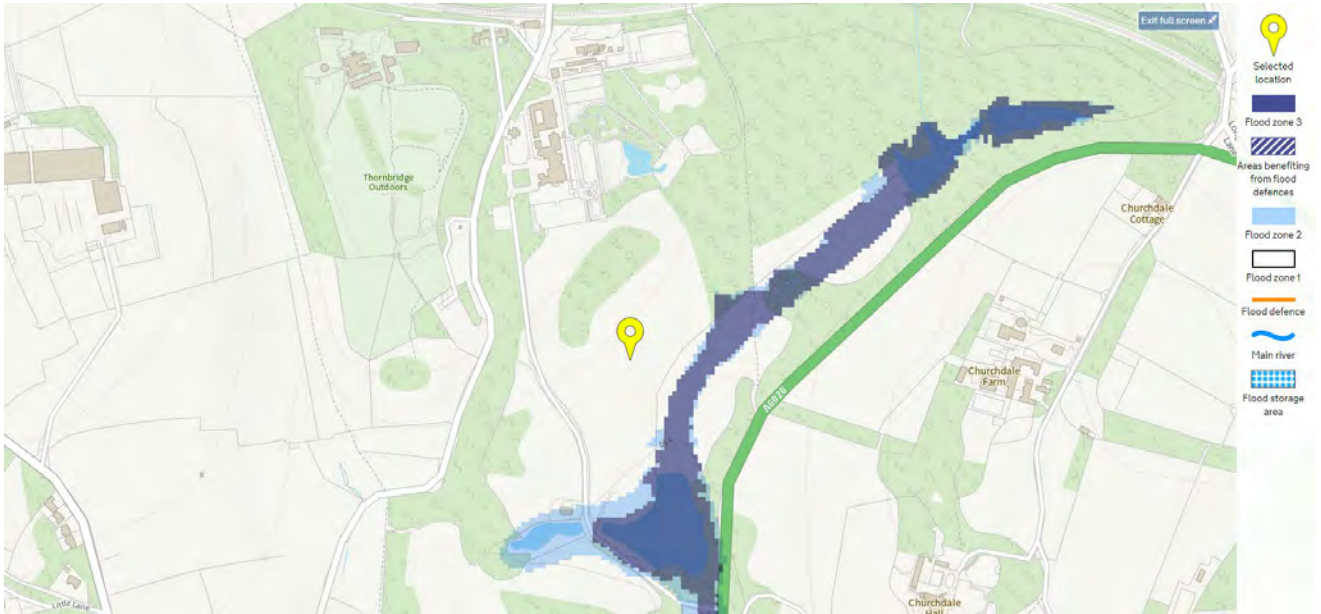 Exit full screen
Thornbridge
Outdoors
Churchdale
Cottage
A6020
Churchdale
Farm
Little Lane
Churchdale
Hall
Selected
location
Flood zone 3
Areas benefiting
from flood
defences
Flood zone 2
Flood zone 1
Flood defence
Main river
Flood storage
area